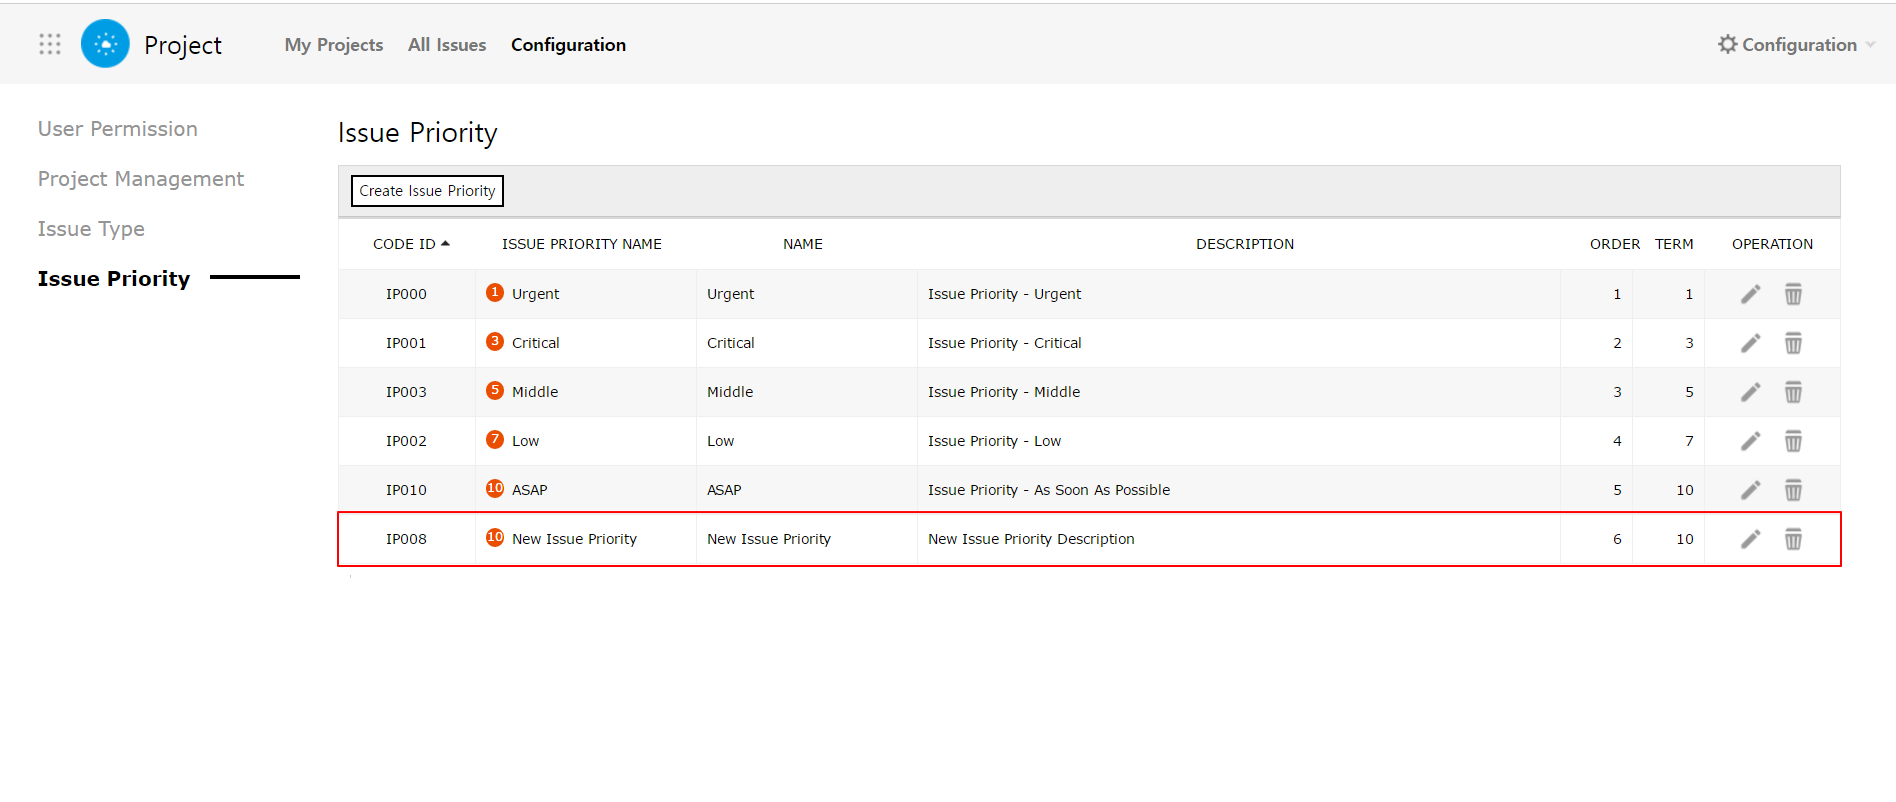 Project My Projects All Issues Configuration Configuration
User Permission
Project Management
Issue Type
Issue Priority
Issue Priority
Create Issue Priority
CODE ID ISSUE PRIORITY NAME NAME DESCRIPTION ORDER TERM OPERATION
IP000 1 Urgent Urgent Issue Priority - Urgent 1 1
IP001 3 Critical Critical Issue Priority - Critical 2 3
IP003 5 Middle Middle Issue Priority - Middle 3 5
IP002 7 Low Low Issue Priority - Low 4 7
IP010 10 ASAP ASAP Issue Priority - As Soon As Possible 5 10
IP008 10 New Issue Priority New Issue Priority New Issue Priority Description 6 10